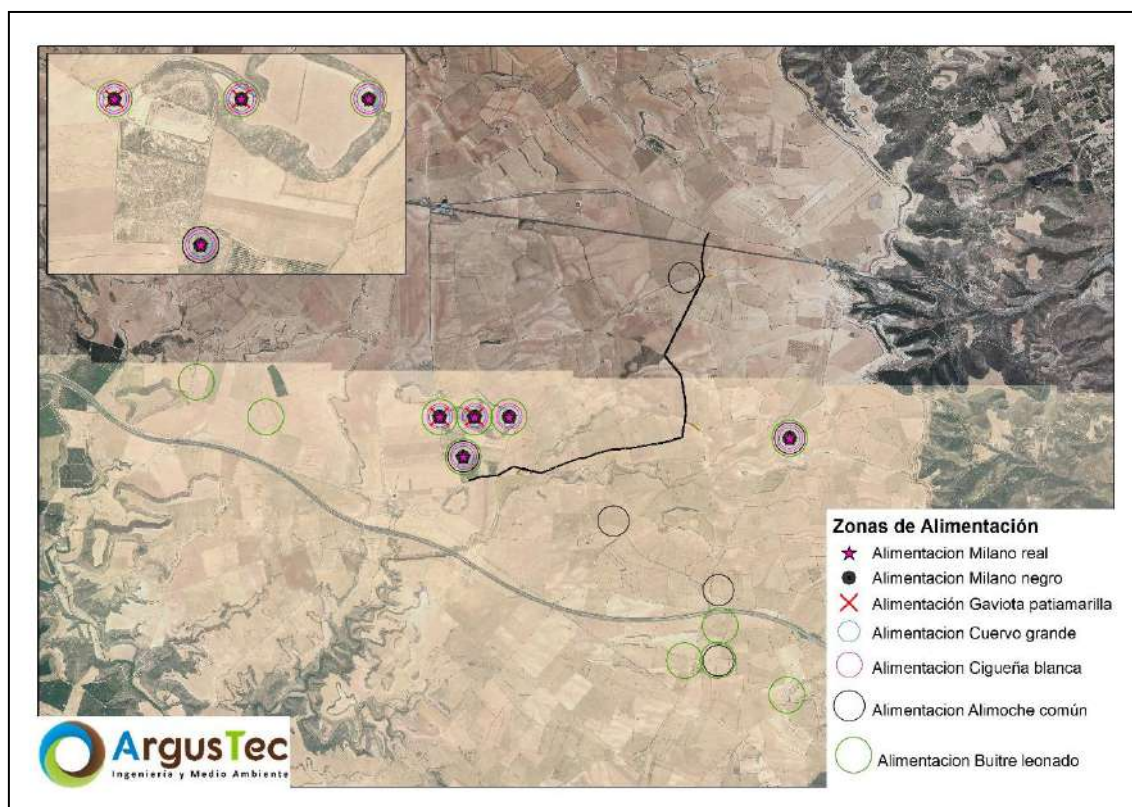 Zonas de Alimentación
Alimentacion Milano real
Alimentacion Milano negro
Alimentación Gaviota patiamarilla
Alimentacion Cuervo grande
Alimentacion Cigueña blanca
Alimentacion Alimoche común
Alimentacion Buitre leonado
ArgusTec
Ingeniería y Medio Ambiente